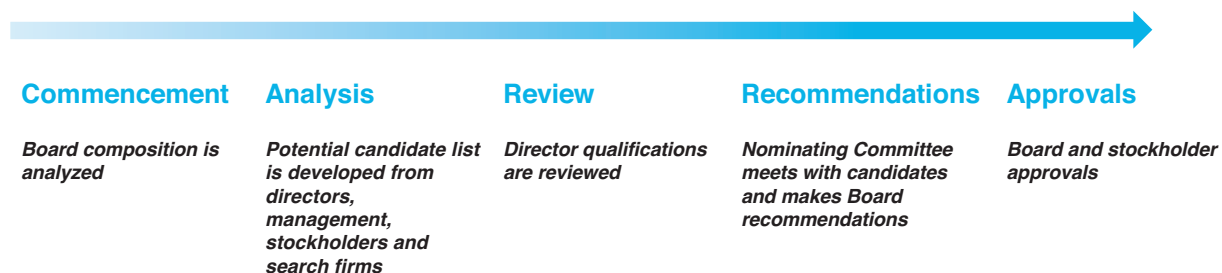 Commencement
Board composition is
analyzed
Analysis
Potential candidate list
is developed from
directors,
management,
stockholders and
search firms
Review
Director qualifications
are reviewed
Recommendations
Nominating Committee
meets with candidates
and makes Board
recommendations
Approvals
Board and stockholder
approvals